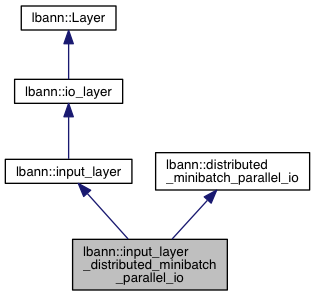 lbann::Layer
lbann::io_layer
lbann::input_layer
lbann::distributed
_minibatch_parallel_io
lbann::input_layer
_distributed_minibatch
_parallel_io